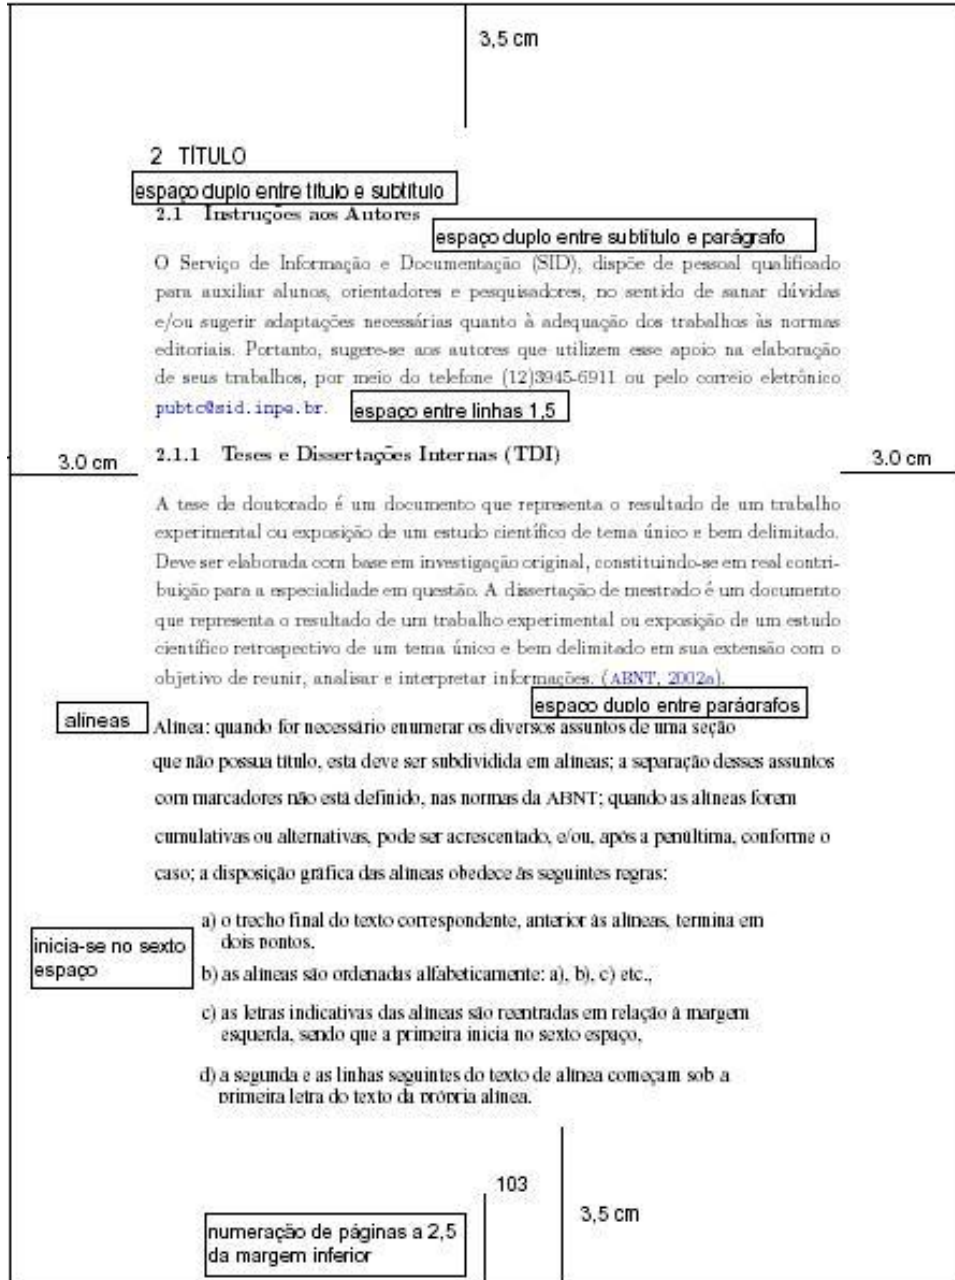 3,5 cm
2 TÍTULO
espaço duplo entre título e subtítulo
2.1 Instruções aos Autores
espaço duplo entre subtítulo e parágrafo
O Serviço de Informação e Documentação (SID), dispõe de pessoal qualificado
para auxiliar alunos, orientadores e pesquisadores, no sentido de sanar dúvidas
e/ou sugerir adaptações necessárias quanto à adequação dos trabalhos às normas
editoriais. Portanto, sugere-se aos autores que utilizem esse apoio na elaboração
de seus trabalhos, por meio do telefone (12)3945-6911 ou pelo correio eletrônico
pubtc@sid.inpe.br.
espaço entre linhas 1,5
3.0 cm
2.1.1 Teses e Dissertações Internas (TDI)
3.0 cm
A tese de doutorado é um documento que representa o resultado de um trabalho
experimental ou exposição de um estudo científico de tema único e bem delimitado.
Deve ser elaborada com base em investigação original, constituindo-se em real contri-
buição para a especialidade em questão. A dissertação de mestrado é um documento
que representa o resultado de um trabalho experimental ou exposição de um estudo
científico retrospectivo de um tema único e bem delimitado em sua extensão com o
objetivo de reunir, analisar e interpretar informações. (ABNT, 2002a).
espaço duplo entre parágrafos
alíneas
Alínea: quando for necessário enumerar os diversos assuntos de uma seção
que não possua título, esta deve ser subdividida em alíneas; a separação desses assuntos
com marcadores não está definido, nas normas da ABNT; quando as alíneas forem
cumulativas ou alternativas, pode ser acrescentado, e/ou, após a penúltima, conforme o
caso; a disposição gráfica das alíneas obedece às seguintes regras:
a) o trecho final do texto correspondente, anterior às alíneas, termina em
dois pontos,
inicia-se no sexto
espaço
b) as alíneas são ordenadas alfabeticamente: a), b), c) etc.,
c) as letras indicativas das alíneas são reentradas em relação à margem
esquerda, sendo que a primeira inicia no sexto espaço,
d) a segunda e as linhas seguintes do texto de alínea começam sob a
primeira letra do texto da própria alínea.
103
3,5 cm
numeração de páginas a 2,5
da margem inferior